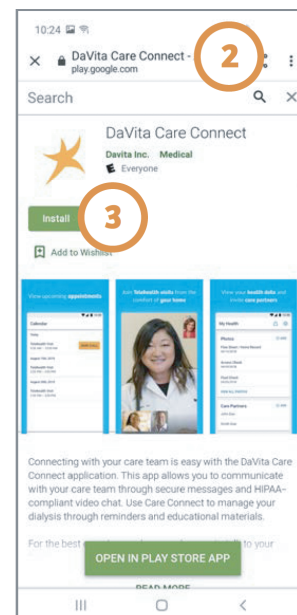 10:24
DaVita Care Connect -
play.google.com
2
Search
DaVita Care Connect
Davita Inc. Medical
E Everyone
Install
3
Add to Wishlist
View upcoming appointments
Join Telehealth visits from the
comfort of your home
View your health data and
invite care partners
Calendar
My Health
Photos
Care Partners
Connecting with your care team is easy with the DaVita Care
Connect application. This app allows you to communicate
with your care team through secure messages and HIPAA-
compliant video chat. Use Care Connect to manage your
dialysis through reminders and educational materials.
For the best
to your
OPEN IN PLAY STORE APP
READ MORE